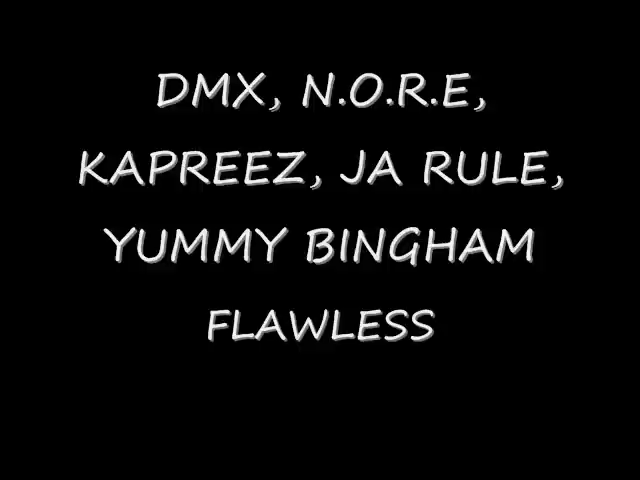 DMX, N.O.R.E,
KAPREEZ, JA RULE,
YUMMY BINGHAM
FLAWLESS